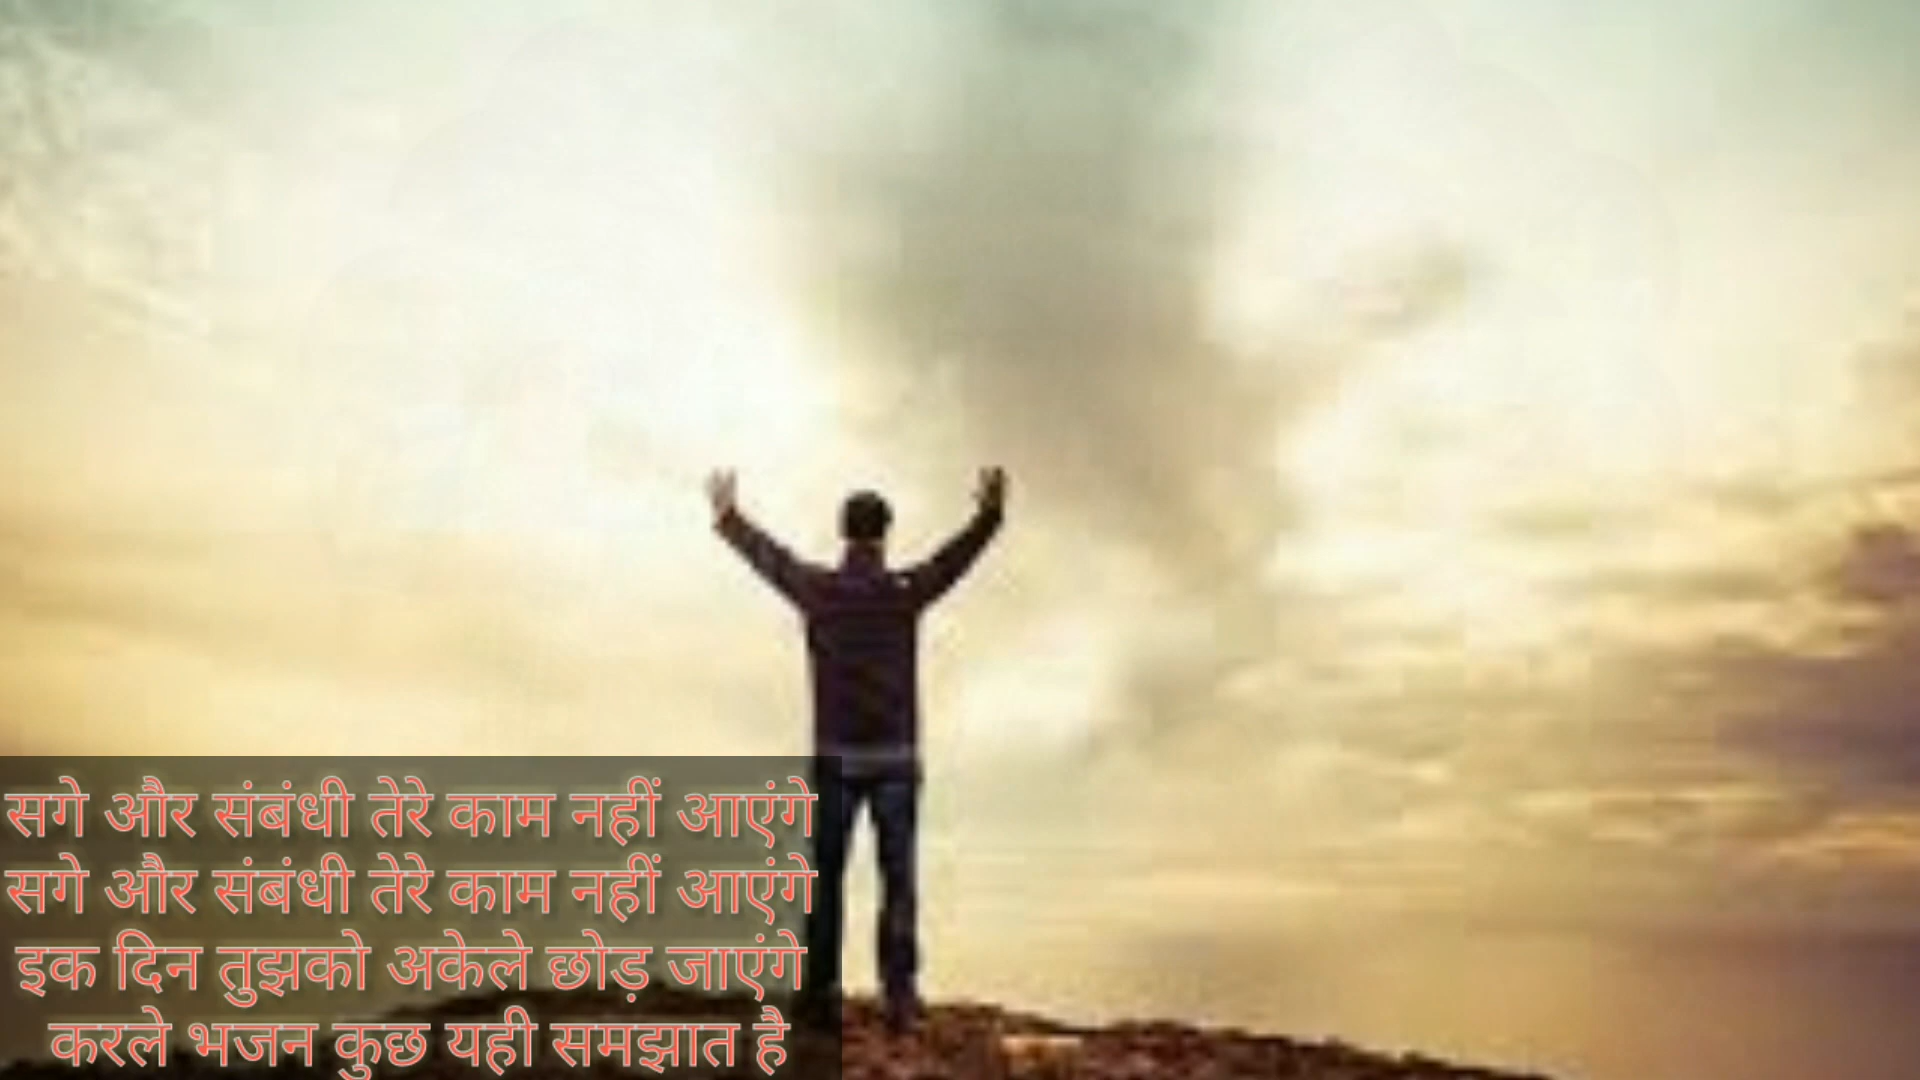 सगे और संबंधी तेरे काम नहीं आएंगे
सगे और संबंधी तेरे काम नहीं आएंगे
इक दिन तुझको अकेले छोड़ जाएंगे
करले भजन कुछ यही समझात है